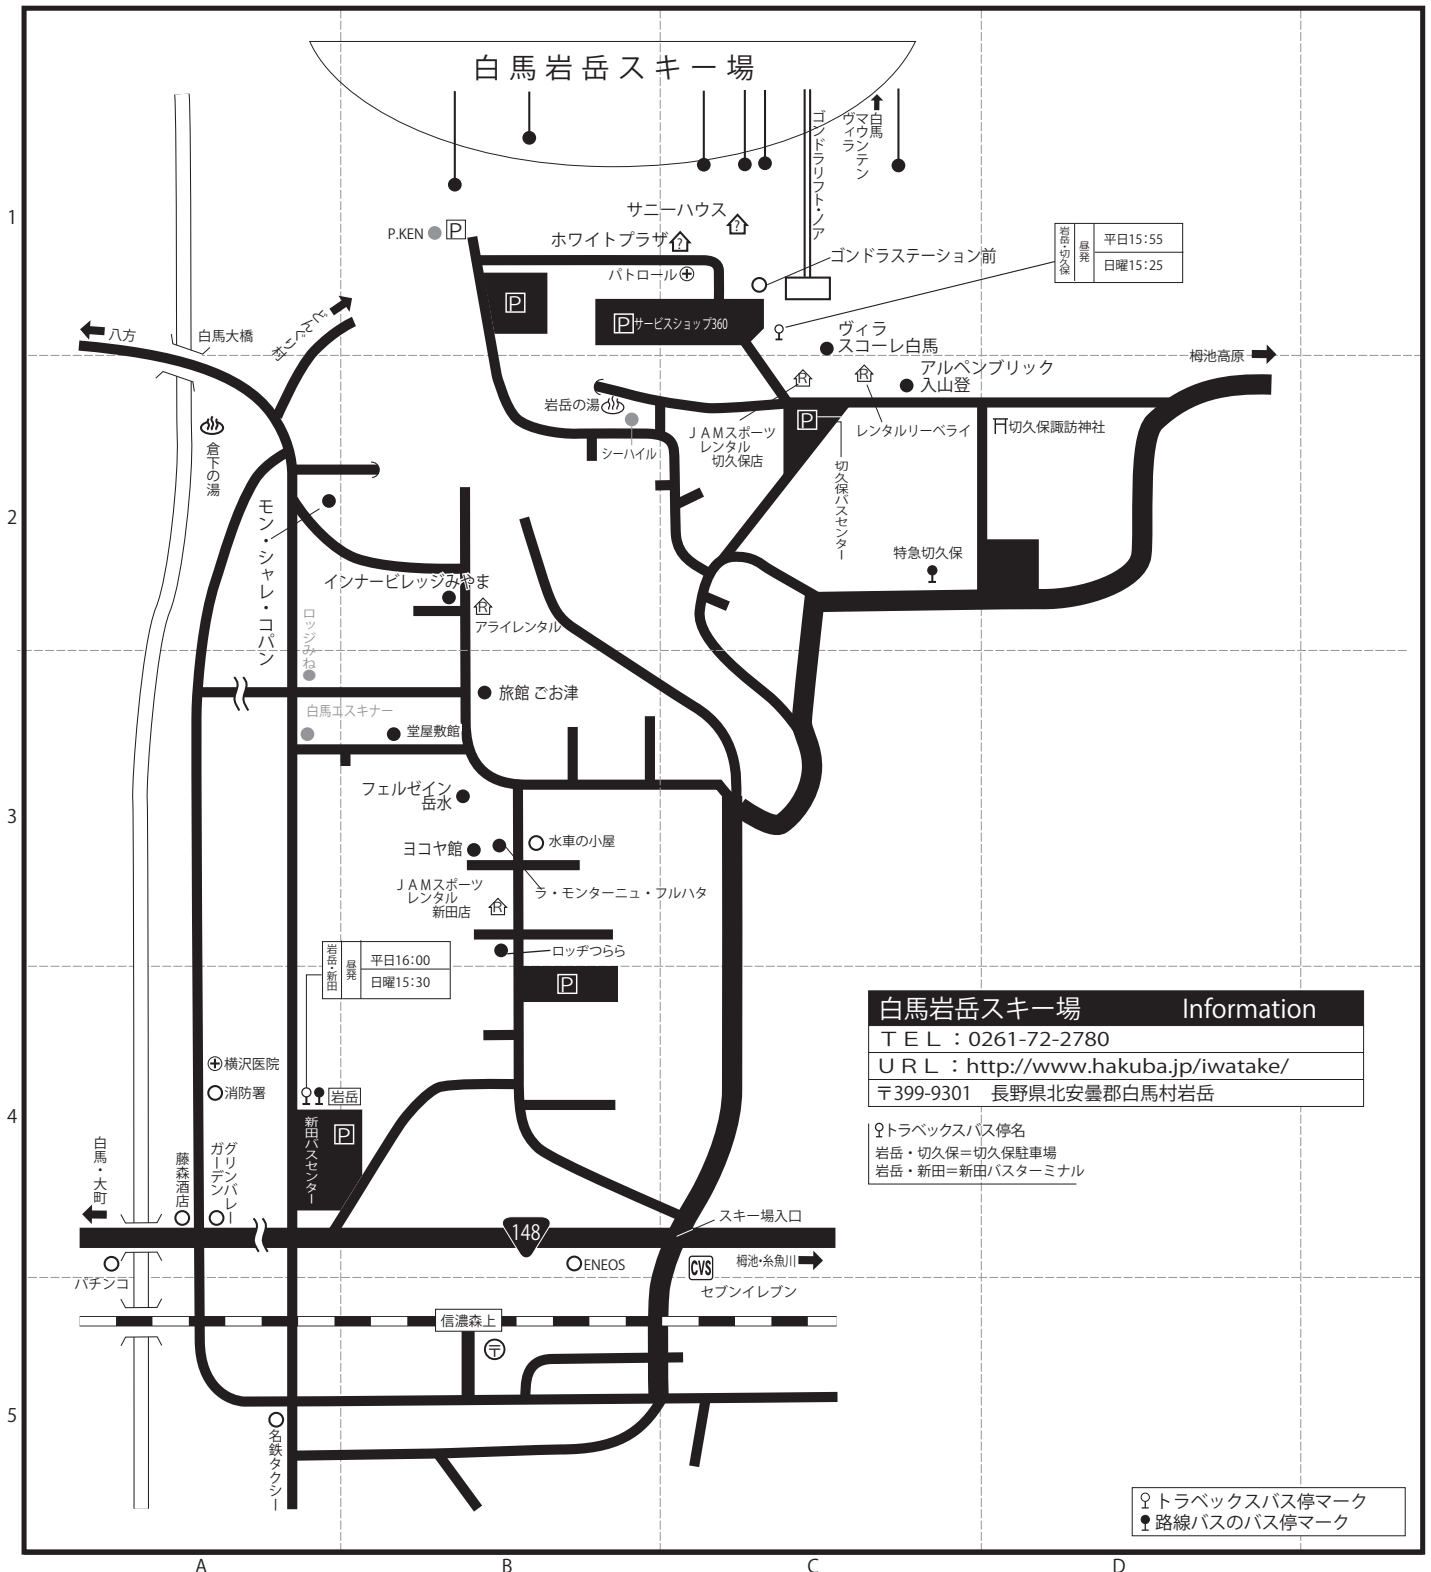 白馬岩岳スキー場
ゴンドラリフト・ノア
白馬
マウンテン
ヴィラ
1
P.KEN
P
サニーハウス
ホワイトプラザ
?
?
パトロール
ゴンドラステーション前
岩岳・切久保
昼発
平日15:55
日曜15:25
P
Pサービスショップ360
八方
白馬大橋
どんぐり村
ヴィラ
スコーレ白馬
アルペンブリック
入山登
栂池高原
倉下の湯
岩岳の湯
シーハイル
R
R
JAMスポーツ
レンタル
切久保店
P
レンタルリーベライ
切久保諏訪神社
切久保バスセンター
2
モン・シャレ・コパン
特急切久保
インナービレッジみやま
R
アライレンタル
ロッジみね
旅館 ごお津
白馬エスキナー
堂屋敷館
フェルゼイン
岳水
3
ヨコヤ館
水車の小屋
JAMスポーツ
レンタル
新田店
R
ラ・モンターニュ・フルハタ
ロッヂつらら
岩岳・新田
昼発
平日16:00
日曜15:30
P
白馬岩岳スキー場 Information
TEL：0261-72-2780
URL：http://www.hakuba.jp/iwatake/
〒399-9301 長野県北安曇郡白馬村岩岳
トラベックスバス停名
岩岳・切久保＝切久保駐車場
岩岳・新田＝新田バスターミナル
横沢医院
消防署
岩岳
4
新田バスセンター
P
白馬・大町
藤森酒店
グリンバレー
ガーデン
148
スキー場入口
パチンコ
ENEOS
CVS
栂池・糸魚川
セブンイレブン
信濃森上
〒
5
名鉄タクシー
トラベックスバス停マーク
路線バスのバス停マーク
A
B
C
D